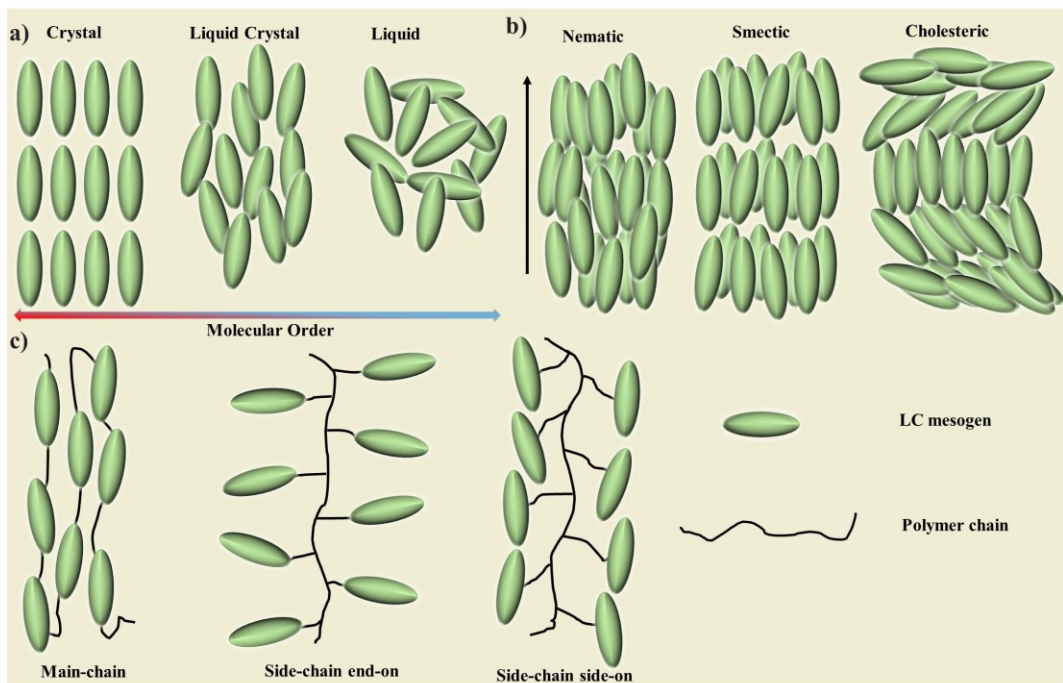 a)
Crystal
Liquid Crystal
Liquid
b)
Nematic
Smectic
Cholesteric
Molecular Order
c)
LC mesogen
Polymer chain
Main-chain
Side-chain end-on
Side-chain side-on